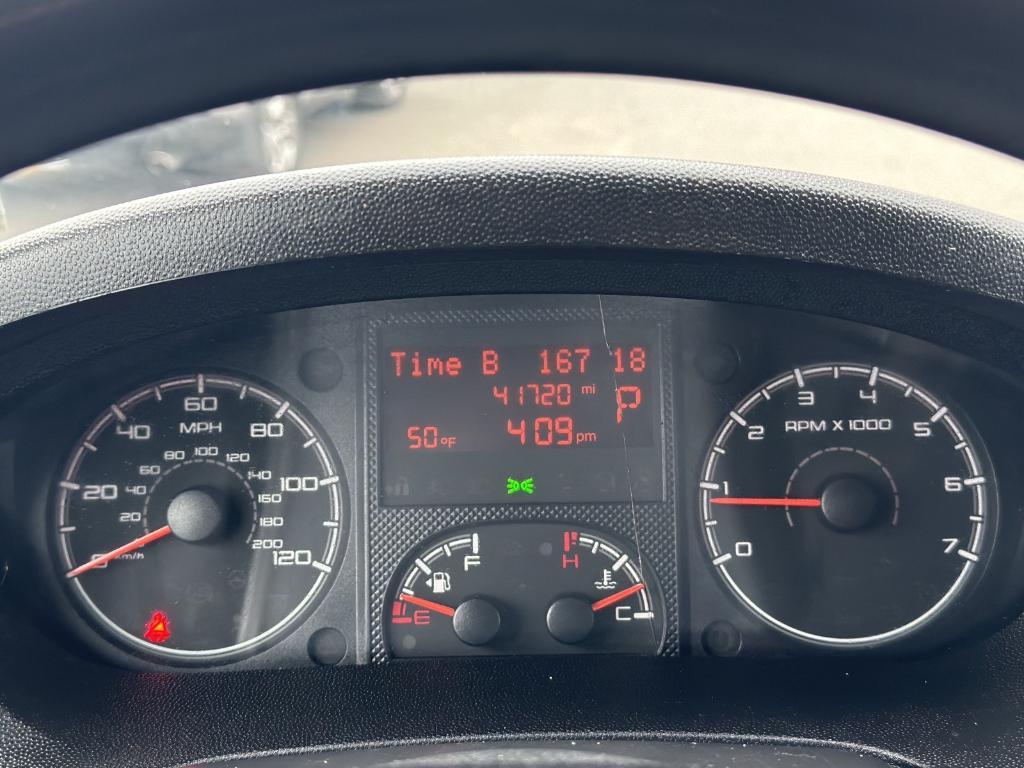 Time B 167 18
41720 mi P
50°F 409pm
0 20 40 60 80 100 120
MPH
20 40 60 80 100 120 140 160 180 200
km/h
E F
H C
0 1 2 3 4 5 6 7
RPM X 1000